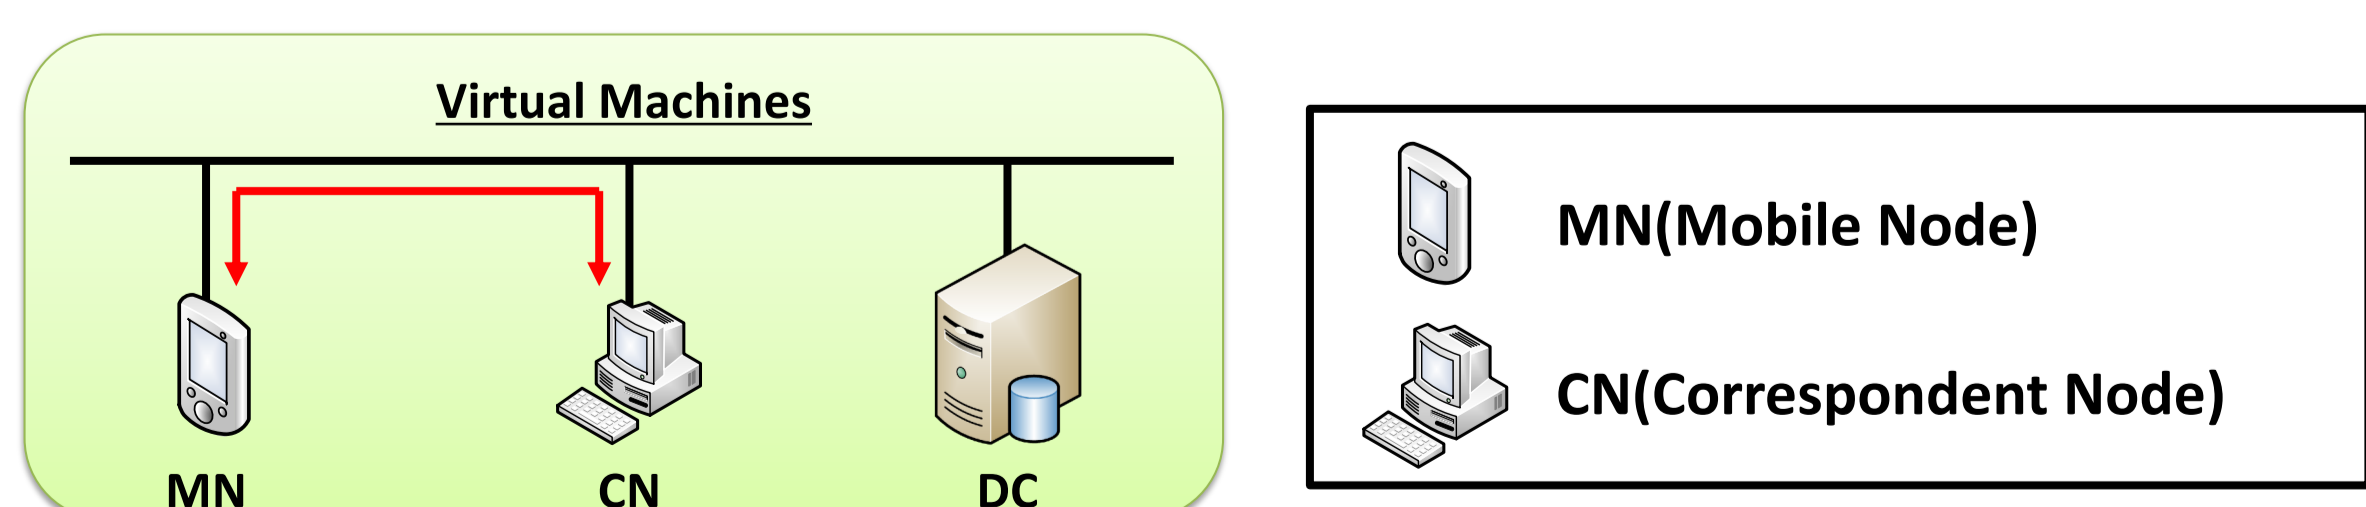 Virtual Machines
MN
CN
DC
MN(Mobile Node)
CN(Correspondent Node)